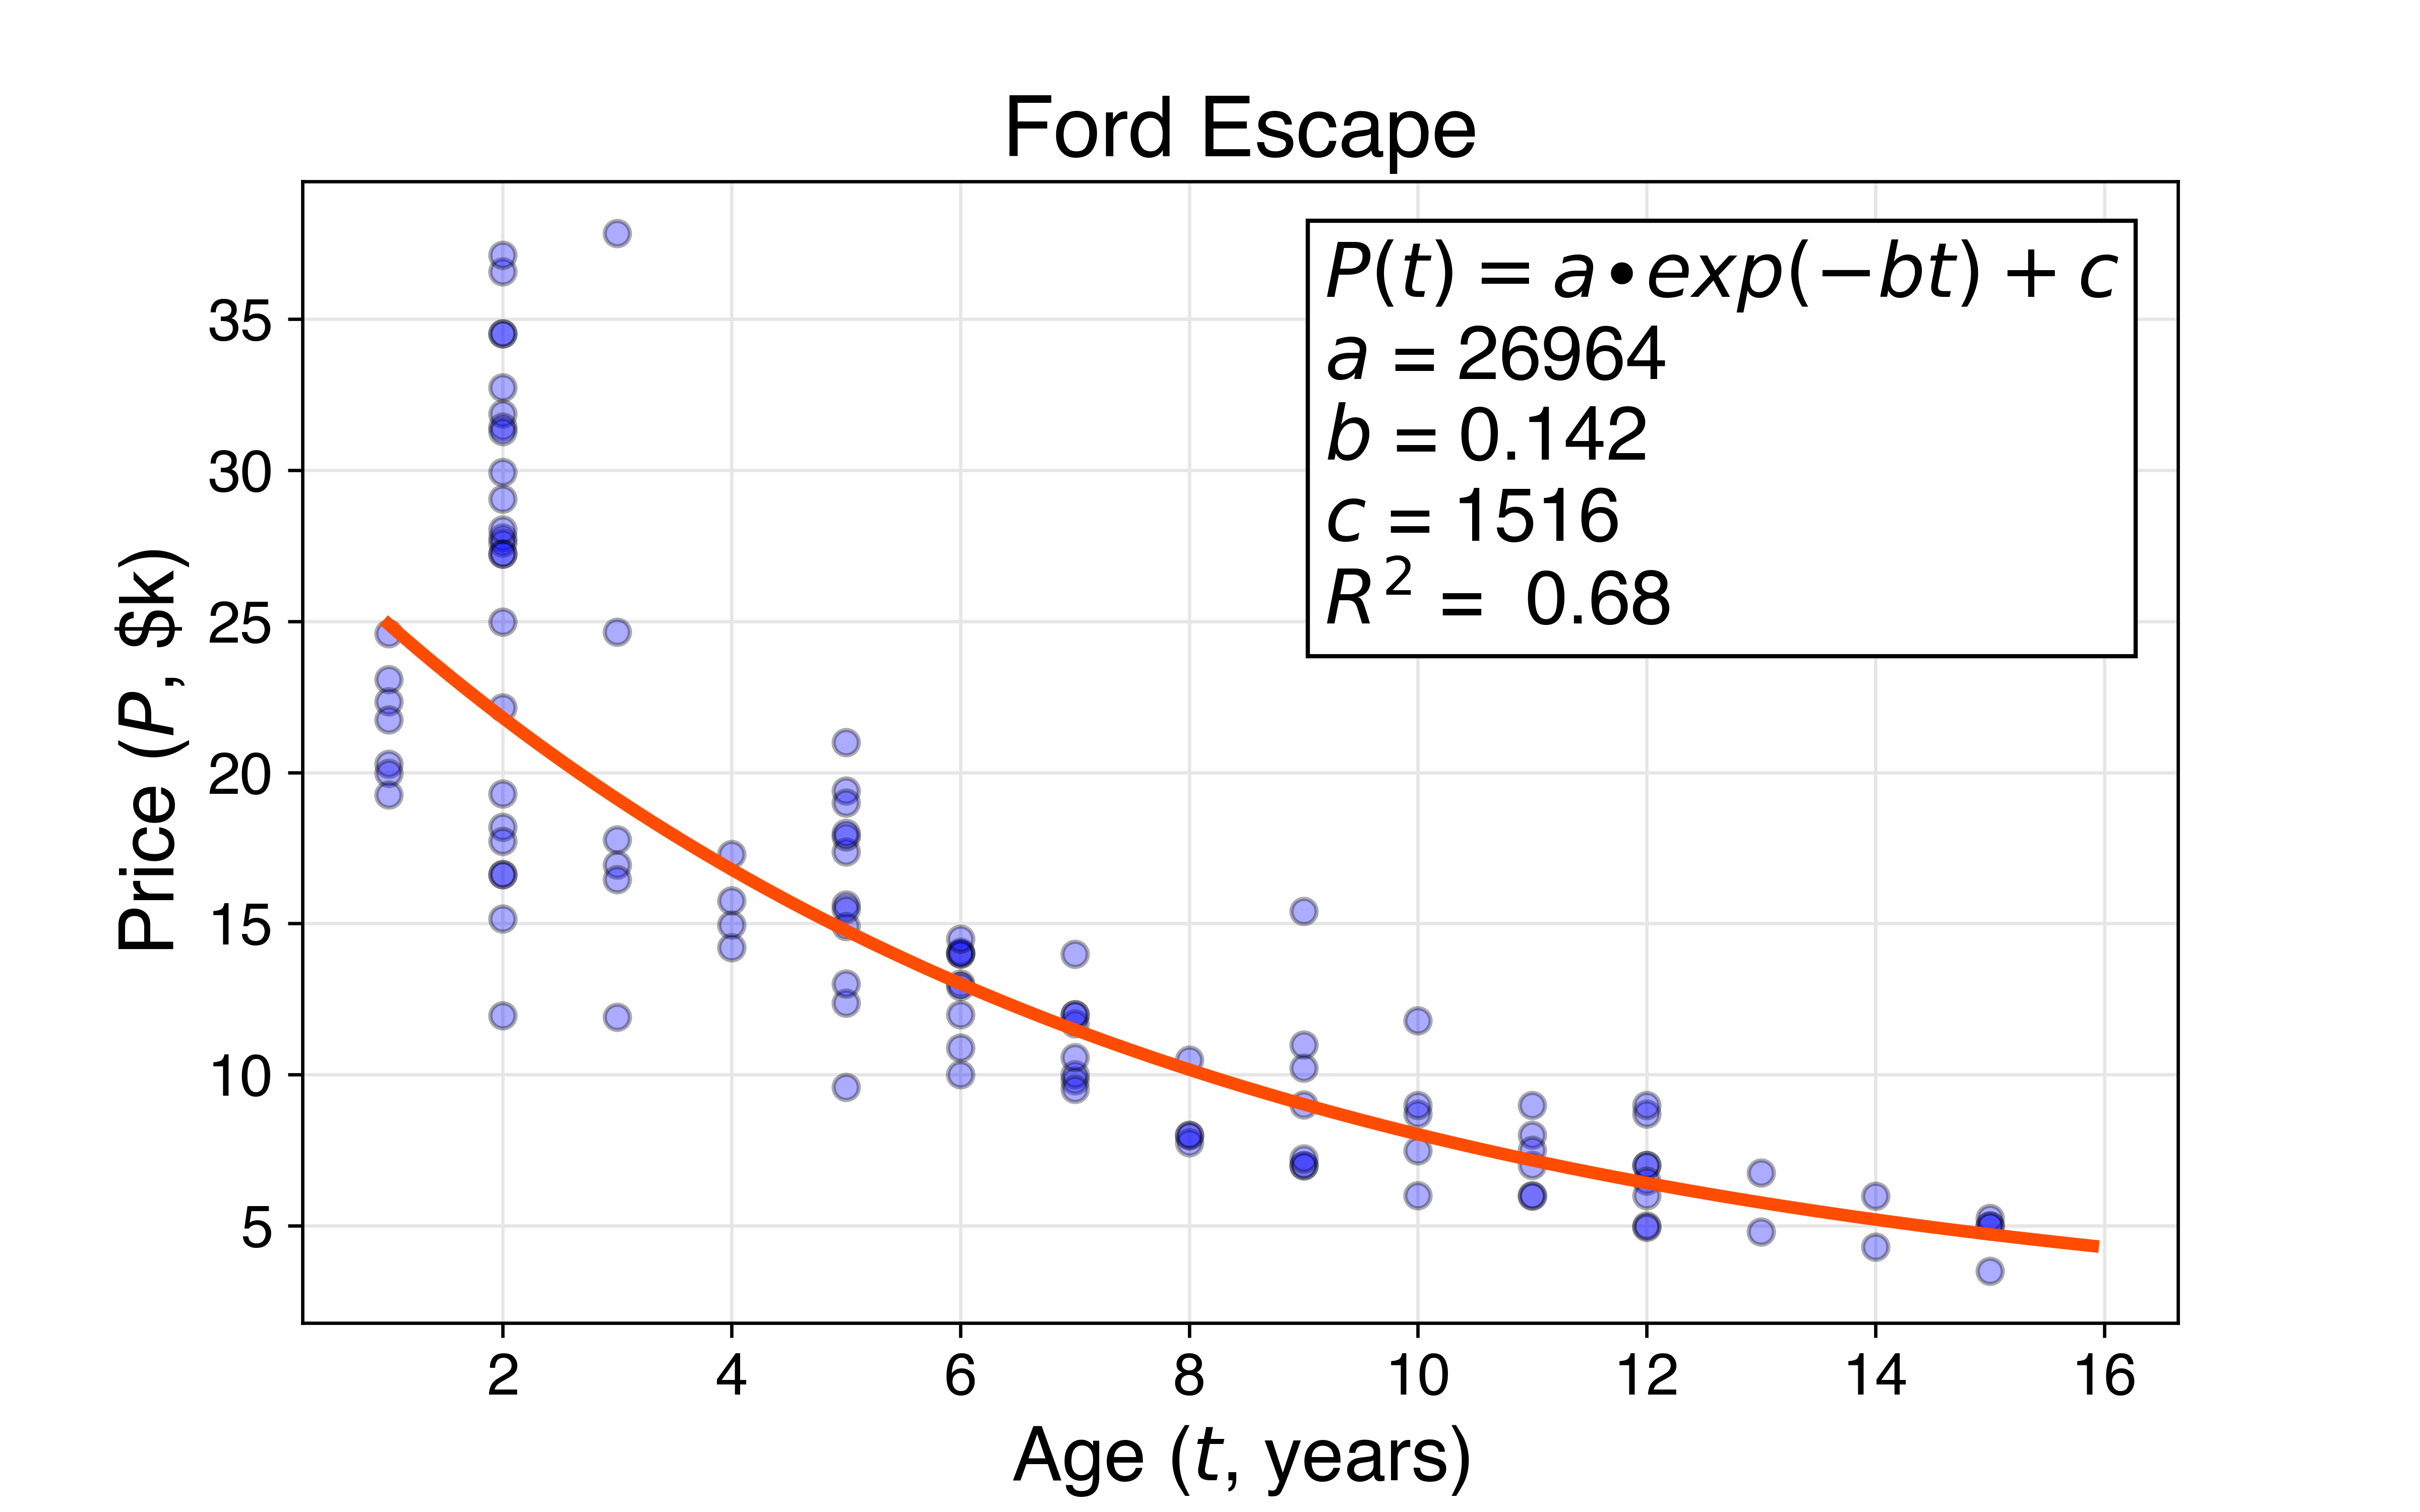 Ford Escape
P(t) = a•exp(−bt) + c
a = 26964
b = 0.142
c = 1516
R² = 0.68
Price (P, $k)
35
30
25
20
15
10
5
2 4 6 8 10 12 14 16
Age (t, years)